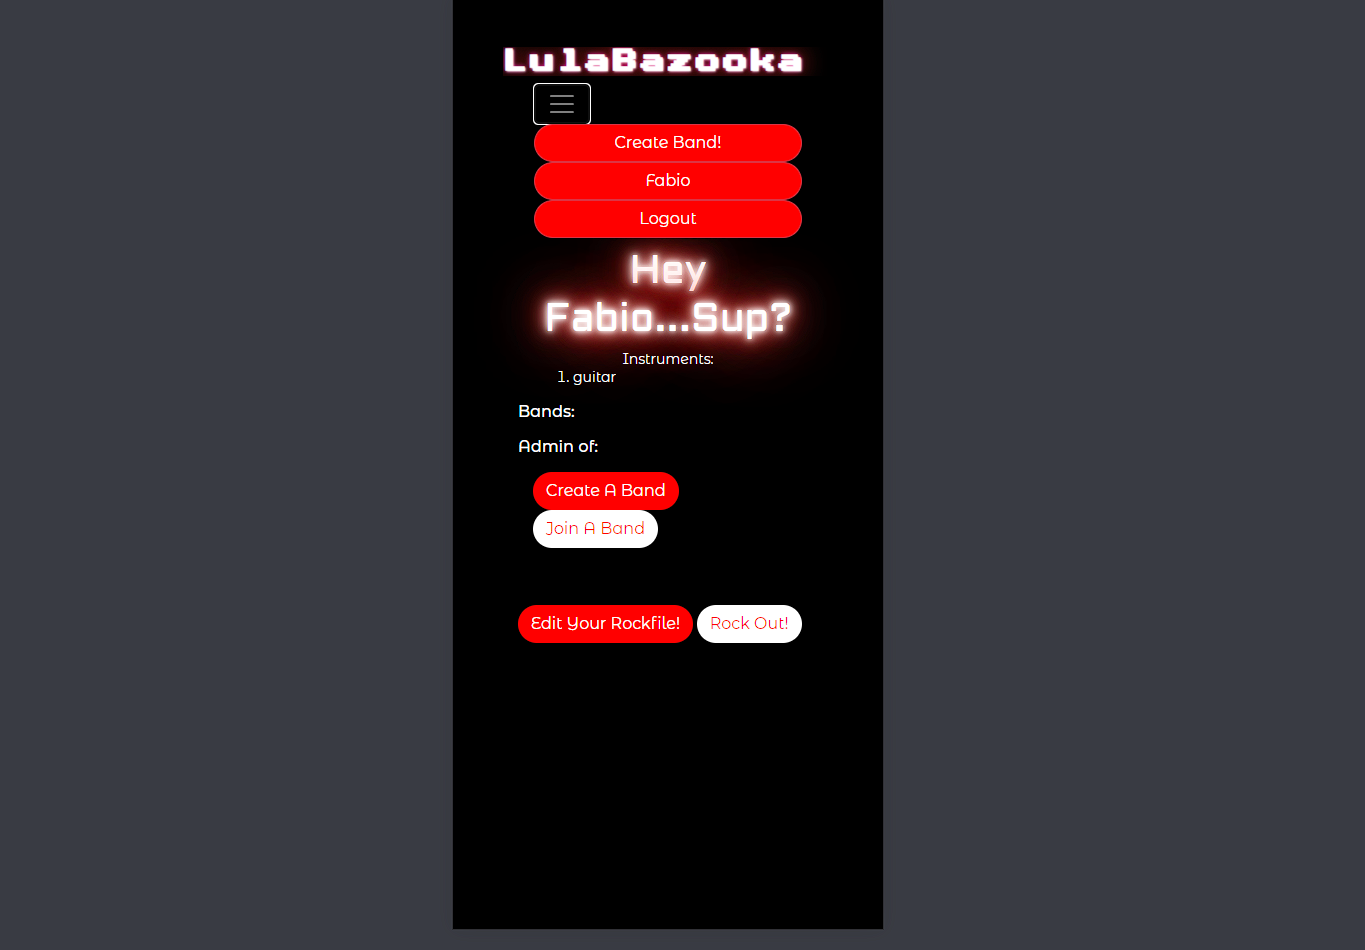 LulaBazooka
Create Band!
Fabio
Logout
Hey
Fabio...Sup?
Instruments:
1. guitar
Bands:
Admin of:
Create A Band
Join A Band
Edit Your Rockfile! Rock Out!